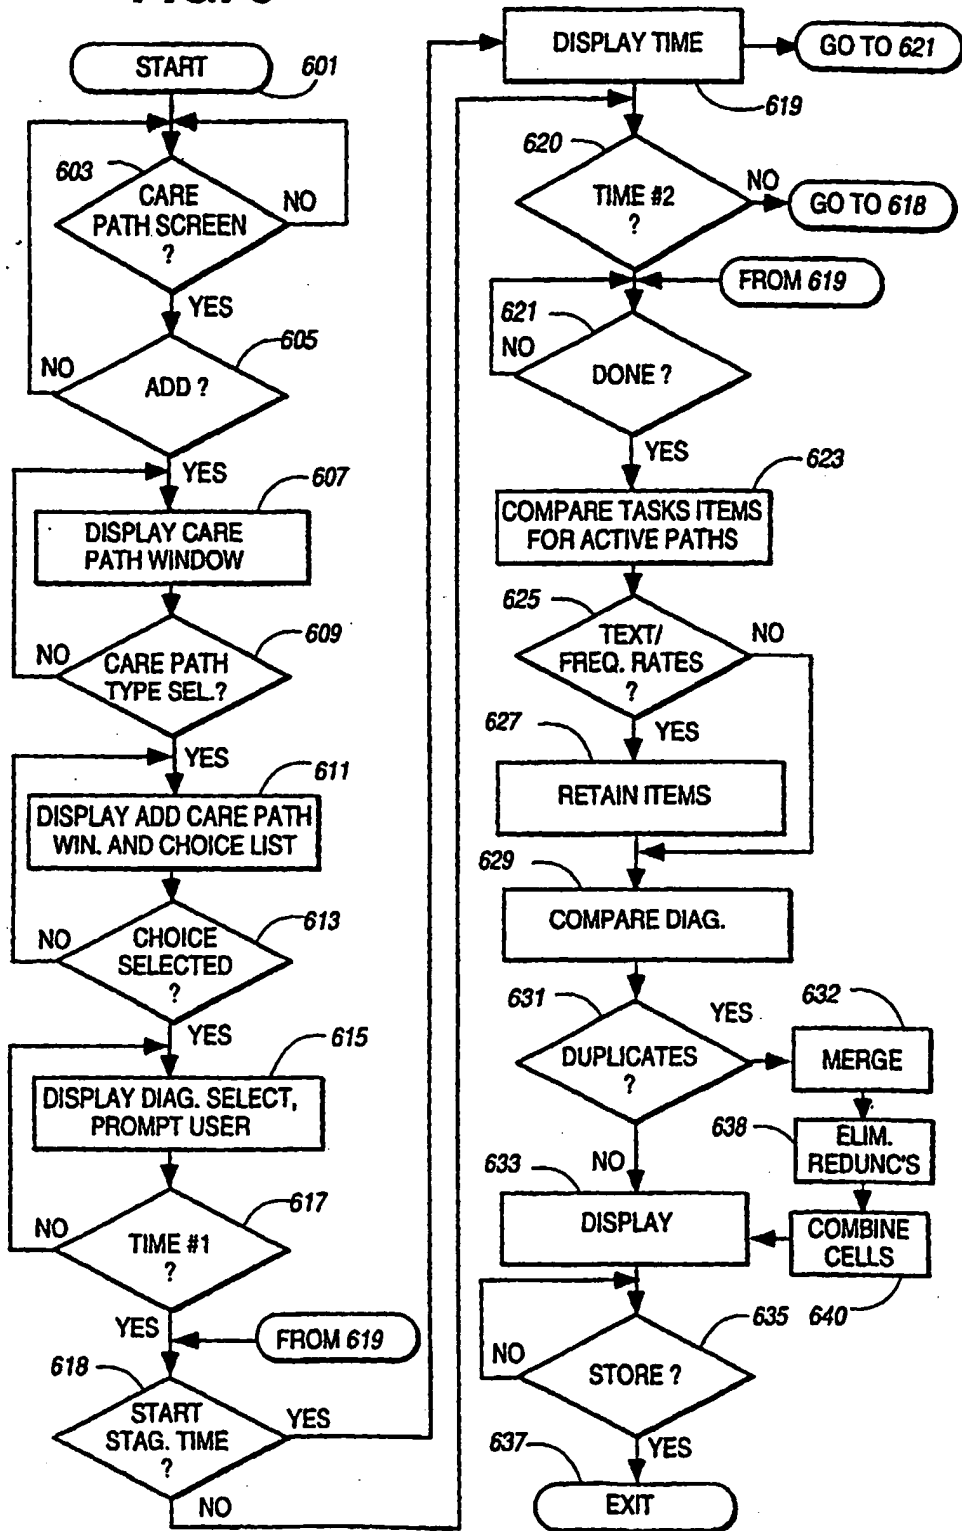 START
601
603
CARE
PATH SCREEN
?
NO
YES
605
NO
ADD ?
YES
607
DISPLAY CARE
PATH WINDOW
609
NO
CARE PATH
TYPE SEL.?
YES
611
DISPLAY ADD CARE PATH
WIN. AND CHOICE LIST
613
NO
CHOICE
SELECTED
?
YES
615
DISPLAY DIAG. SELECT,
PROMPT USER
617
NO
TIME #1
?
YES
FROM 619
618
START
STAG. TIME
?
YES
NO
DISPLAY TIME
GO TO 621
619
620
TIME #2
?
NO
GO TO 618
FROM 619
621
NO
DONE ?
YES
623
COMPARE TASKS ITEMS
FOR ACTIVE PATHS
625
TEXT/
FREQ. RATES
?
NO
627
YES
RETAIN ITEMS
629
COMPARE DIAG.
631
DUPLICATES
?
YES
632
MERGE
638
ELIM.
REDUNC'S
NO
633
DISPLAY
COMBINE
CELLS
640
635
NO
STORE ?
YES
637
EXIT